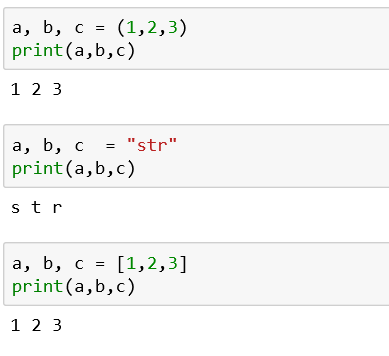 a, b, c = (1,2,3)
print(a,b,c)
1 2 3
a, b, c  = "str"
print(a,b,c)
s t r
a, b, c = [1,2,3]
print(a,b,c)
1 2 3